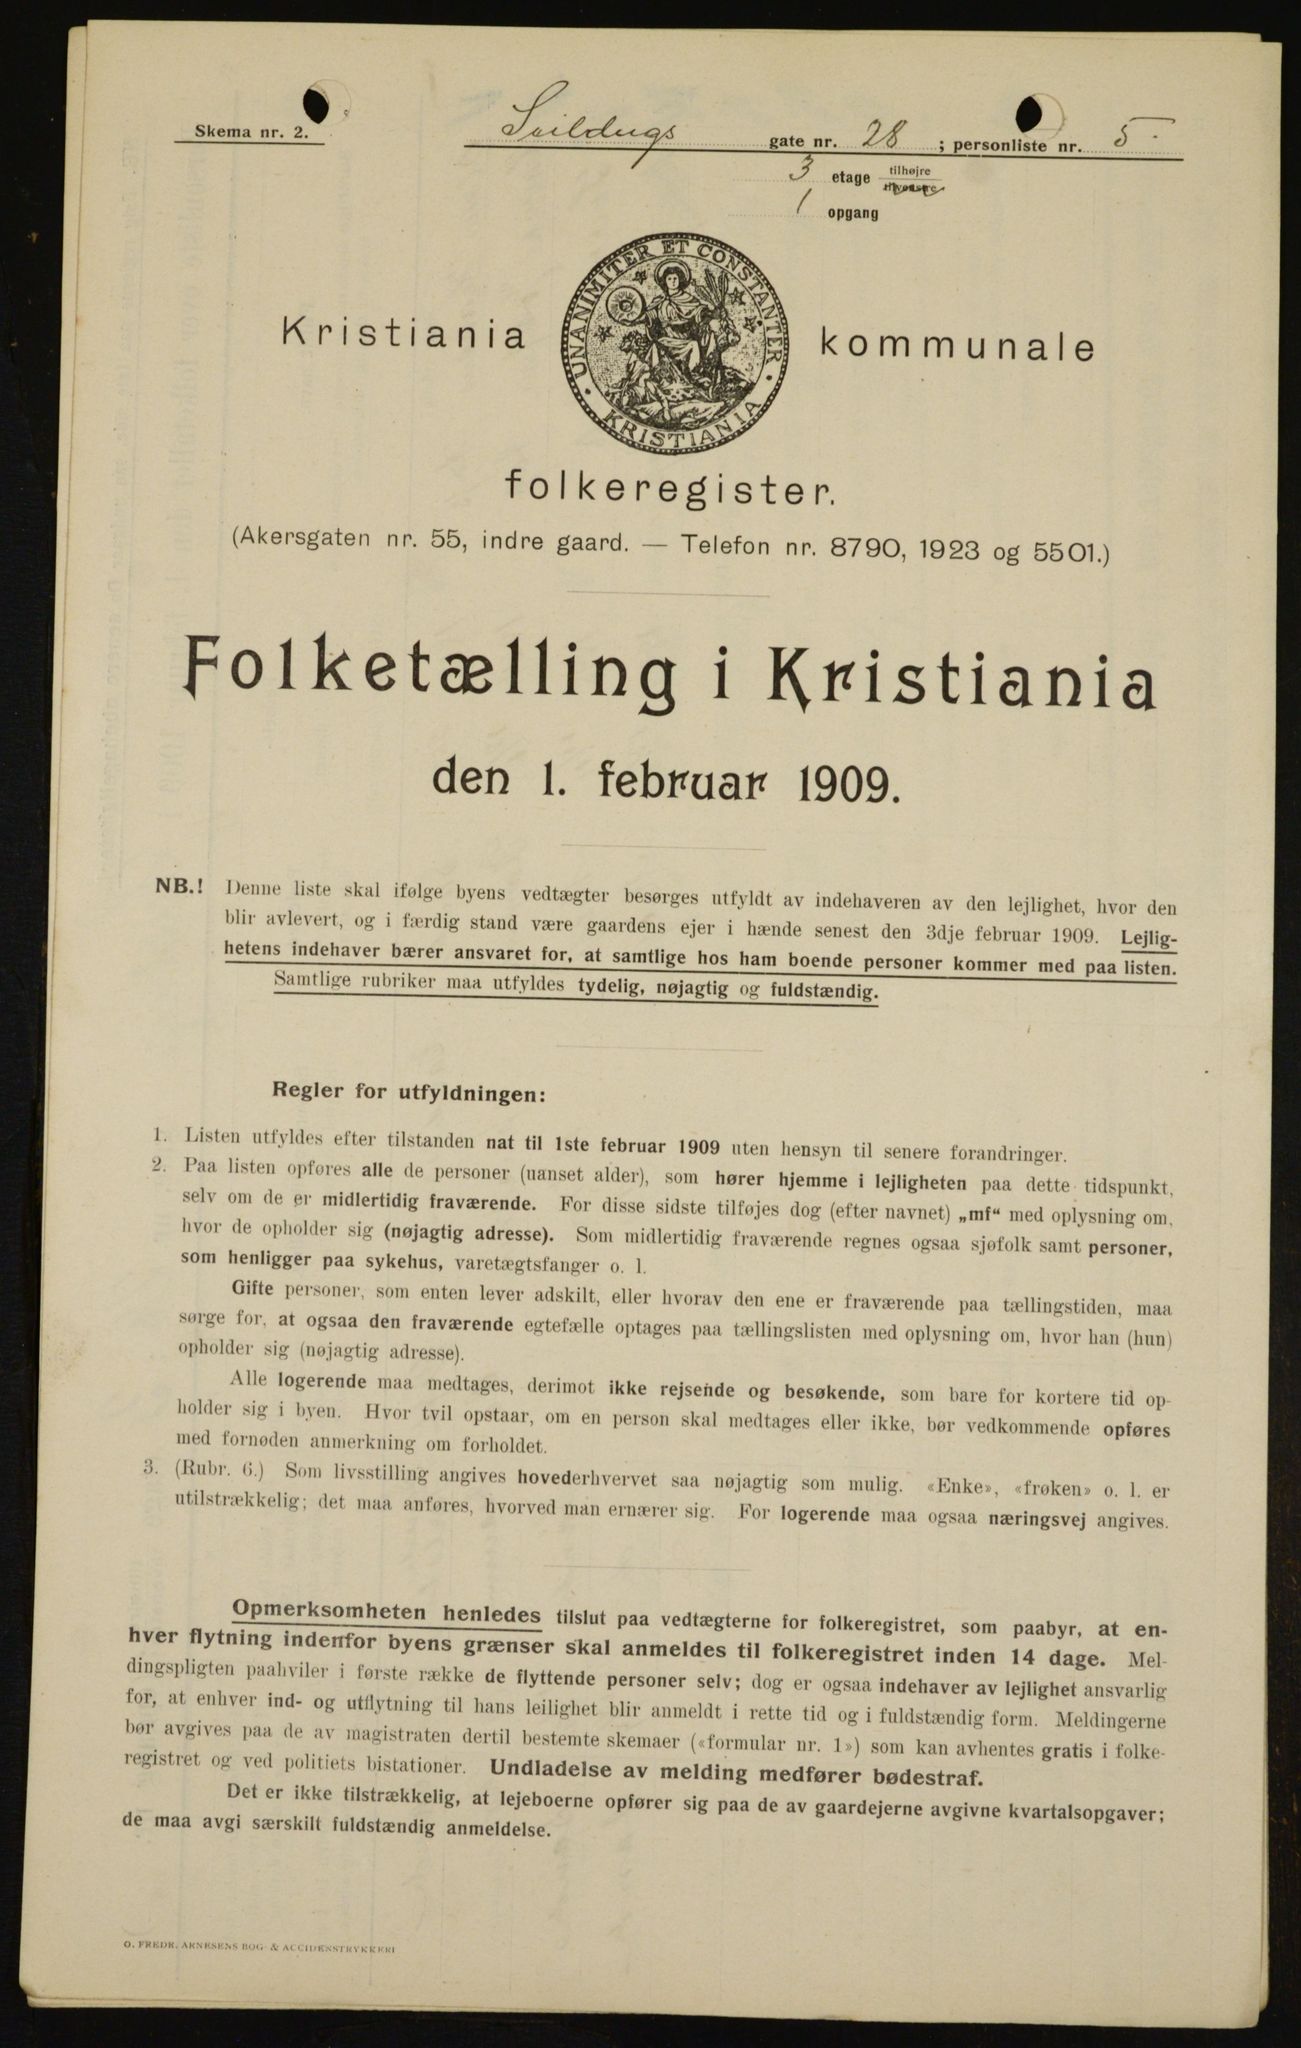 Skema nr. 2.
Seildugs gate nr. 28 ; personliste nr. 5
3 etage tilhøjre
tilvenstre
1 opgang
UNANIMITER ET CONSTANTER
KRISTIANIA
Kristiania kommunale
folkeregister.
(Akersgaten nr. 55, indre gaard. — Telefon nr. 8790, 1923 og 5501.)
Folketælling i Kristiania
den 1. februar 1909.
NB.! Denne liste skal ifølge byens vedtægter besørges utfyldt av indehaveren av den lejlighet, hvor den
blir avlevert, og i færdig stand være gaardens ejer i hænde senest den 3dje februar 1909. Lejlig-
hetens indehaver bærer ansvaret for, at samtlige hos ham boende personer kommer med paa listen.
Samtlige rubriker maa utfyldes tydelig, nøjagtig og fuldstændig.
Regler for utfyldningen:
1. Listen utfyldes efter tilstanden nat til 1ste februar 1909 uten hensyn til senere forandringer.
2. Paa listen opføres alle de personer (uanset alder), som hører hjemme i lejligheten paa dette tidspunkt,
selv om de er midlertidig fraværende. For disse sidste tilføjes dog (efter navnet) „mf“ med oplysning om,
hvor de opholder sig (nøjagtig adresse). Som midlertidig fraværende regnes ogsaa sjøfolk samt personer,
som henligger paa sykehus, varetægtsfanger o. l.
Gifte personer, som enten lever adskilt, eller hvorav den ene er fraværende paa tællingstiden, maa
sørge for, at ogsaa den fraværende egtefælle optages paa tællingslisten med oplysning om, hvor han (hun)
opholder sig (nøjagtig adresse).
Alle logerende maa medtages, derimot ikke rejsende og besøkende, som bare for kortere tid op-
holder sig i byen. Hvor tvil opstaar, om en person skal medtages eller ikke, bør vedkommende opføres
med fornøden anmerkning om forholdet.
3. (Rubr. 6.) Som livsstilling angives hovederhvervet saa nøjagtig som mulig. «Enke», «frøken» o. l. er
utilstrækkelig; det maa anføres, hvorved man ernærer sig. For logerende maa ogsaa næringsvej angives.
Opmerksomheten henledes tilslut paa vedtægterne for folkeregistret, som paabyr, at en-
hver flytning indenfor byens grænser skal anmeldes til folkeregistret inden 14 dage. Mel-
dingspligten paahviler i første række de flyttende personer selv; dog er ogsaa indehaver av lejlighet ansvarlig
for, at enhver ind- og utflytning til hans leilighet blir anmeldt i rette tid og i fuldstændig form. Meldingerne
bør avgives paa de av magistraten dertil bestemte skemaer («formular nr. 1») som kan avhentes gratis i folke-
registret og ved politiets bistationer. Undladelse av melding medfører bødestraf.
Det er ikke tilstrækkelig, at lejeboerne opfører sig paa de av gaardejerne avgivne kvartalsopgaver;
de maa avgi særskilt fuldstændig anmeldelse.
O. FREDR. ARNESENS BOG- & ACCIDENSTRYKKERI